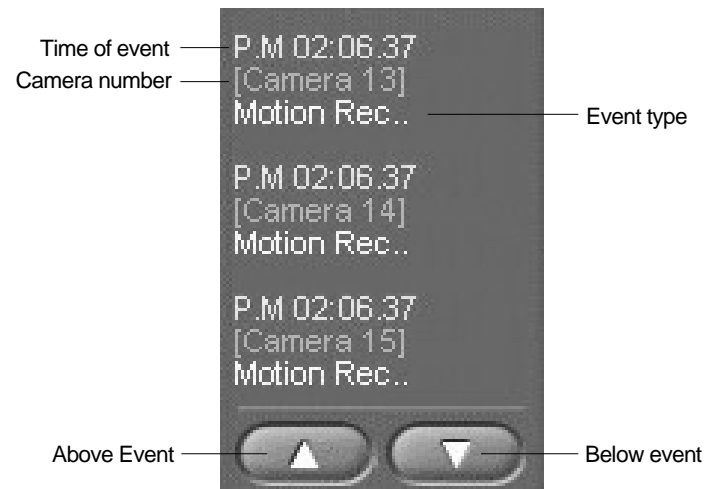 Time of event
P.M 02:06.37
Camera number
[Camera 13]
Motion Rec..
Event type
P.M 02:06.37
[Camera 14]
Motion Rec..
P.M 02:06.37
[Camera 15]
Motion Rec..
Above Event
Below event